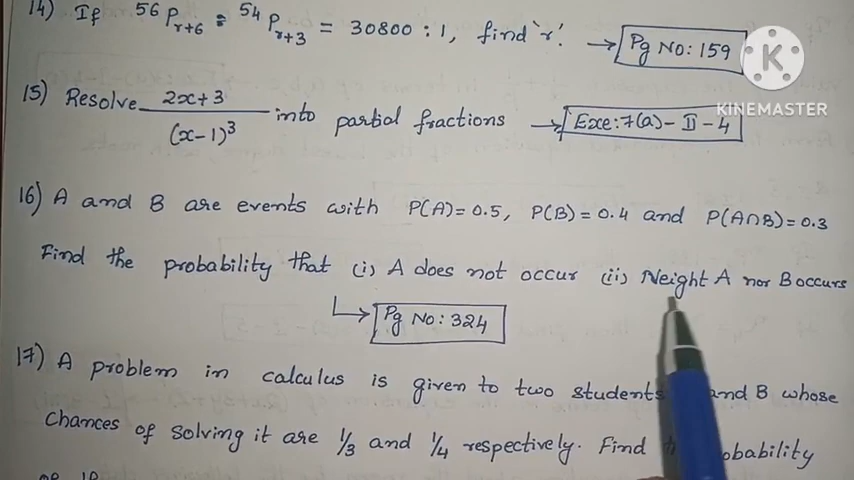 14) If ⁵⁶Pᵣ₊₆ : ⁵⁴Pᵣ₊₃ = 30800 : 1, find 'r'. → Pg No: 159
KINEMASTER
15) Resolve (2x+3)/(x-1)³ into partial fractions → Exe: 7(a) - II - 4
16) A and B are events with P(A)=0.5, P(B)=0.4 and P(A∩B)=0.3
Find the probability that (i) A does not occur (ii) Neight A nor B occurs
Pg No: 324
17) A problem in calculus is given to two students and B whose
chances of solving it are 1/3 and 1/4 respectively. Find